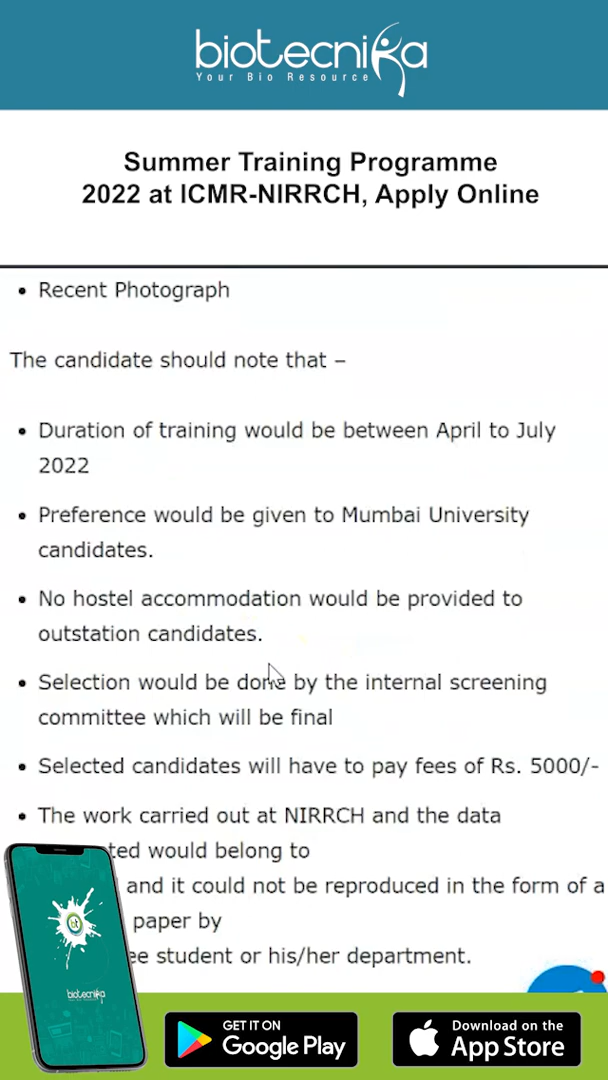 biotecnika
Your Bio Resource
Summer Training Programme
2022 at ICMR-NIRRCH, Apply Online
• Recent Photograph
The candidate should note that –
• Duration of training would be between April to July
2022
• Preference would be given to Mumbai University
candidates.
• No hostel accommodation would be provided to
outstation candidates.
• Selection would be done by the internal screening
committee which will be final
• Selected candidates will have to pay fees of Rs. 5000/-
• The work carried out at NIRRCH and the data
ted would belong to
and it could not be reproduced in the form of a
paper by
ee student or his/her department.
bt
biotecnika
GET IT ON
Google Play
Download on the
App Store